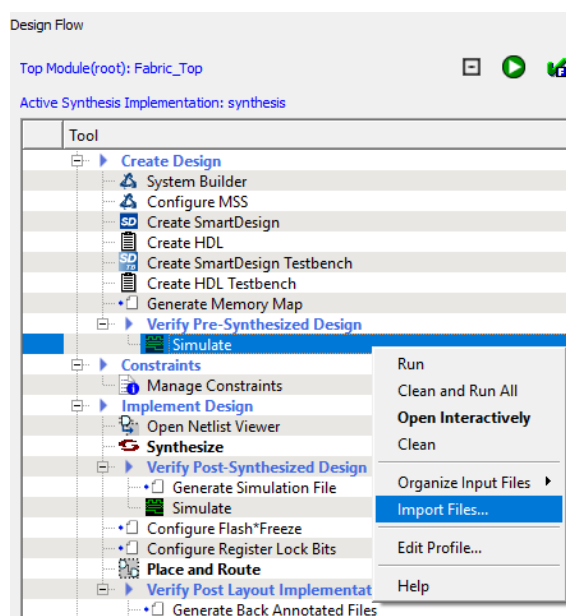 Design Flow
Top Module(root): Fabric_Top
Active Synthesis Implementation: synthesis
Tool
Create Design
System Builder
Configure MSS
SD Create SmartDesign
Create HDL
SD TB Create SmartDesign Testbench
Create HDL Testbench
Generate Memory Map
Verify Pre-Synthesized Design
Simulate
Constraints
Manage Constraints
Implement Design
Open Netlist Viewer
Synthesize
Verify Post-Synthesized Design
Generate Simulation File
Simulate
Configure Flash*Freeze
Configure Register Lock Bits
Place and Route
Verify Post Layout Implementat
Generate Back Annotated Files
Run
Clean and Run All
Open Interactively
Clean
Organize Input Files
Import Files...
Edit Profile...
Help